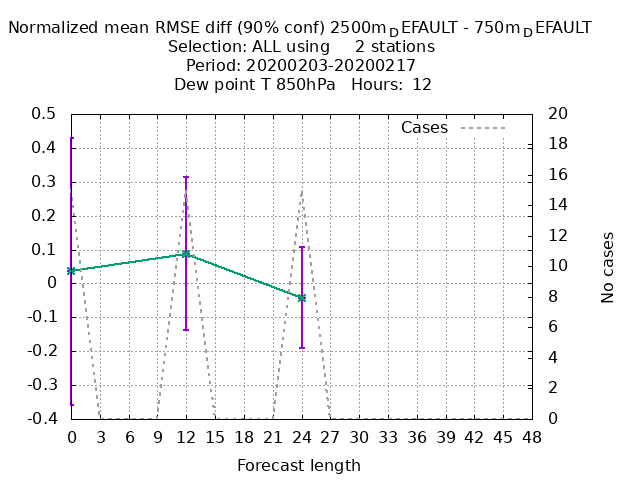 Normalized mean RMSE diff (90% conf) 2500m_DEFAULT - 750m_DEFAULT
Selection: ALL using     2 stations
Period: 20200203-20200217
Dew point T 850hPa   Hours:  12
Cases
0.5
0.4
0.3
0.2
0.1
0
-0.1
-0.2
-0.3
-0.4
20
18
16
14
12
10
8
6
4
2
0
No cases
0 3 6 9 12 15 18 21 24 27 30 33 36 39 42 45 48
Forecast length